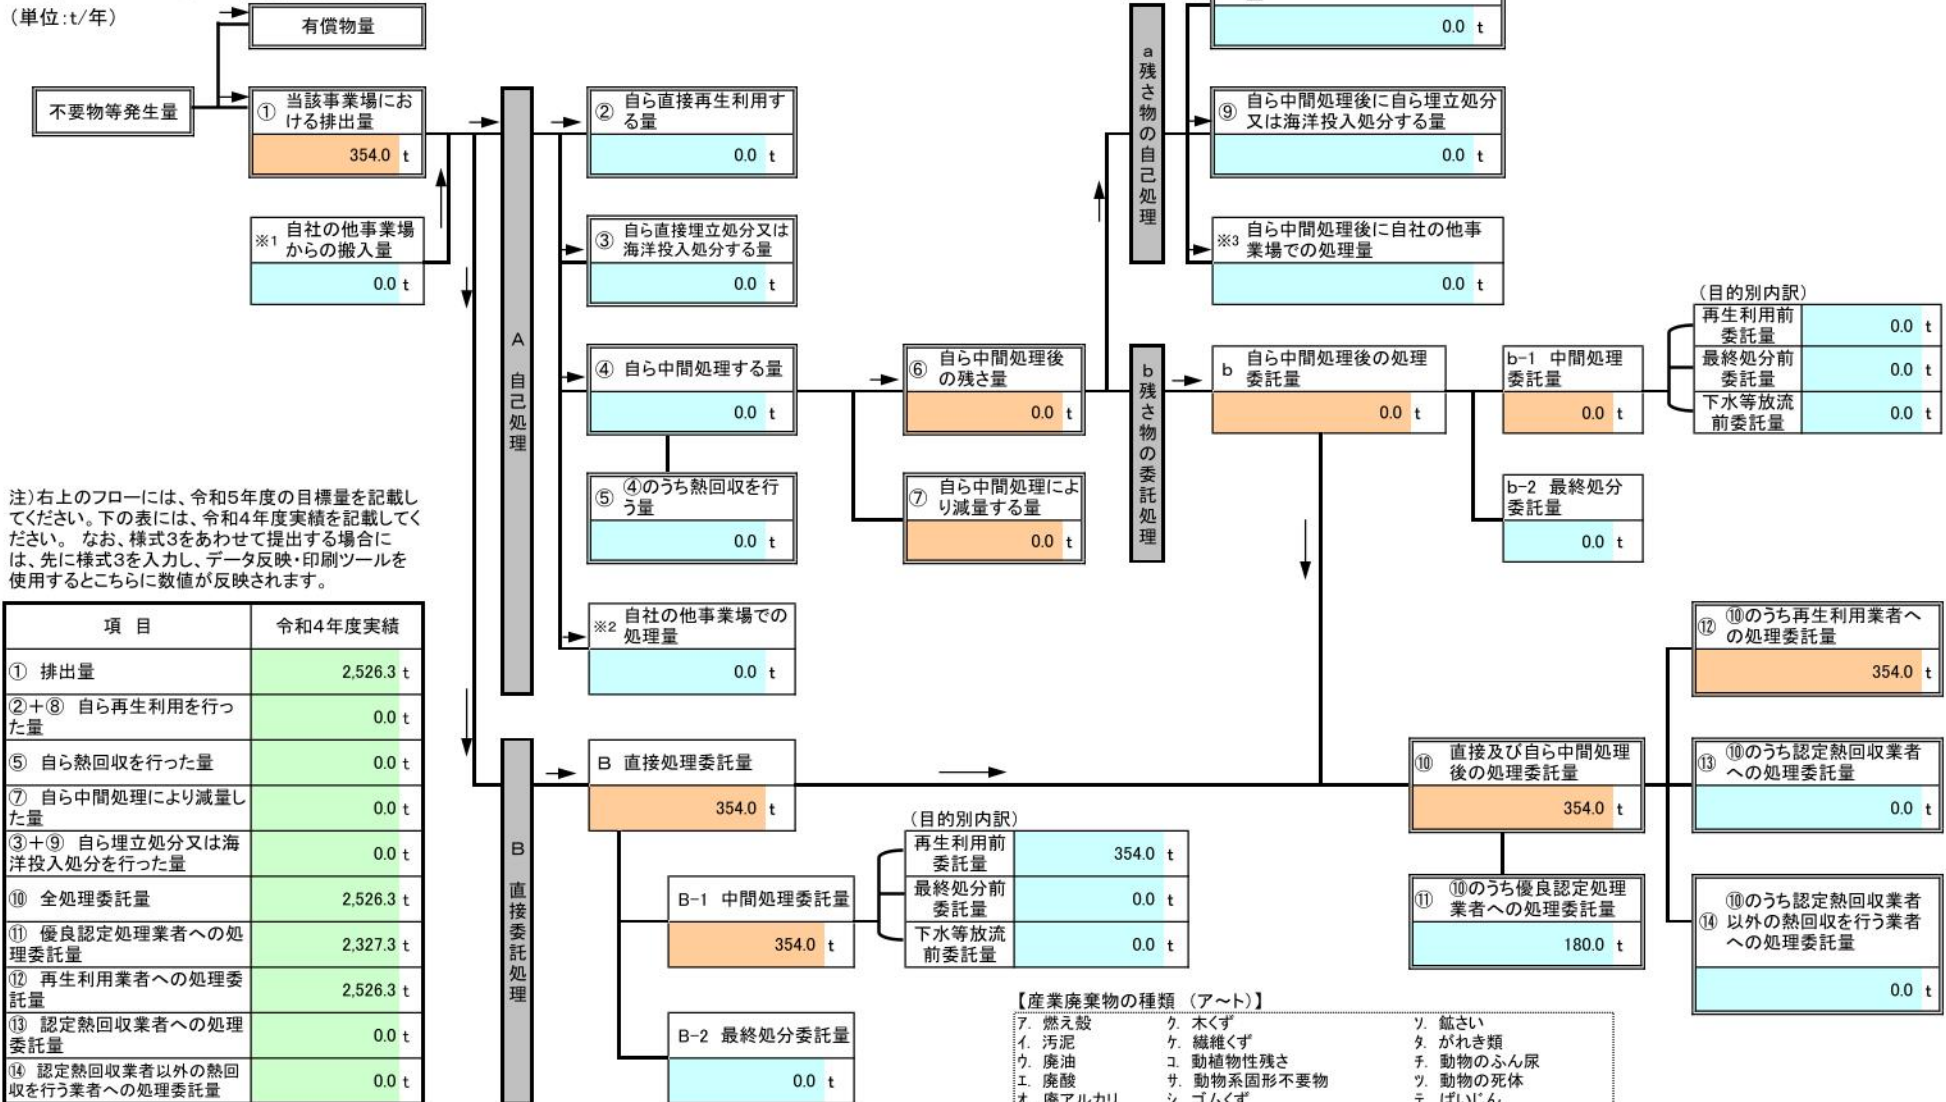 (単位:t/年)
有償物量
不要物等発生量
① 当該事業場にお
ける排出量
354.0 t
※1 自社の他事業場
からの搬入量
0.0 t
A 自己処理
② 自ら直接再生利用す
る量
0.0 t
③ 自ら直接埋立処分又は
海洋投入処分する量
0.0 t
④ 自ら中間処理する量
0.0 t
⑤ ④のうち熱回収を行
う量
0.0 t
※2 自社の他事業場での
処理量
0.0 t
⑥ 自ら中間処理後
の残さ量
0.0 t
⑦ 自ら中間処理によ
り減量する量
0.0 t
a 残さ物の自己処理
0.0 t
⑨ 自ら中間処理後に自ら埋立処分
又は海洋投入処分する量
0.0 t
※3 自ら中間処理後に自社の他事
業場での処理量
0.0 t
b 残さ物の委託処理
b 自ら中間処理後の処理
委託量
0.0 t
b-1 中間処理
委託量
0.0 t
(目的別内訳)
再生利用前
委託量
0.0 t
最終処分前
委託量
0.0 t
下水等放流
前委託量
0.0 t
b-2 最終処分
委託量
0.0 t
注)右上のフローには、令和5年度の目標量を記載し
てください。下の表には、令和4年度実績を記載してく
ださい。 なお、様式3をあわせて提出する場合に
は、先に様式3を入力し、データ反映・印刷ツールを
使用するとこちらに数値が反映されます。
項 目 令和4年度実績
① 排出量 2,526.3 t
②+⑧ 自ら再生利用を行っ
た量
0.0 t
⑤ 自ら熱回収を行った量 0.0 t
⑦ 自ら中間処理により減量し
た量
0.0 t
③+⑨ 自ら埋立処分又は海
洋投入処分を行った量
0.0 t
⑩ 全処理委託量 2,526.3 t
⑪ 優良認定処理業者への処
理委託量
2,327.3 t
⑫ 再生利用業者への処理委
託量
2,526.3 t
⑬ 認定熱回収業者への処理
委託量
0.0 t
⑭ 認定熱回収業者以外の熱回
収を行う業者への処理委託量
0.0 t
B 直接委託処理
B 直接処理委託量
354.0 t
B-1 中間処理委託量
354.0 t
(目的別内訳)
再生利用前
委託量
354.0 t
最終処分前
委託量
0.0 t
下水等放流
前委託量
0.0 t
B-2 最終処分委託量
0.0 t
⑩ 直接及び自ら中間処理
後の処理委託量
354.0 t
⑪ ⑩のうち優良認定処理
業者への処理委託量
180.0 t
⑫ ⑩のうち再生利用業者へ
の処理委託量
354.0 t
⑬ ⑩のうち認定熱回収業者
への処理委託量
0.0 t
⑭ ⑩のうち認定熱回収業者
以外の熱回収を行う業者
への処理委託量
0.0 t
【産業廃棄物の種類 (ア~ト)】
ア. 燃え殻 ク. 木くず ソ. 鉱さい
イ. 汚泥 ケ. 繊維くず タ. がれき類
ウ. 廃油 コ. 動植物性残さ チ. 動物のふん尿
エ. 廃酸 サ. 動物系固形不要物 ツ. 動物の死体
オ. 廃アルカリ シ. ゴムくず テ. ばいじん